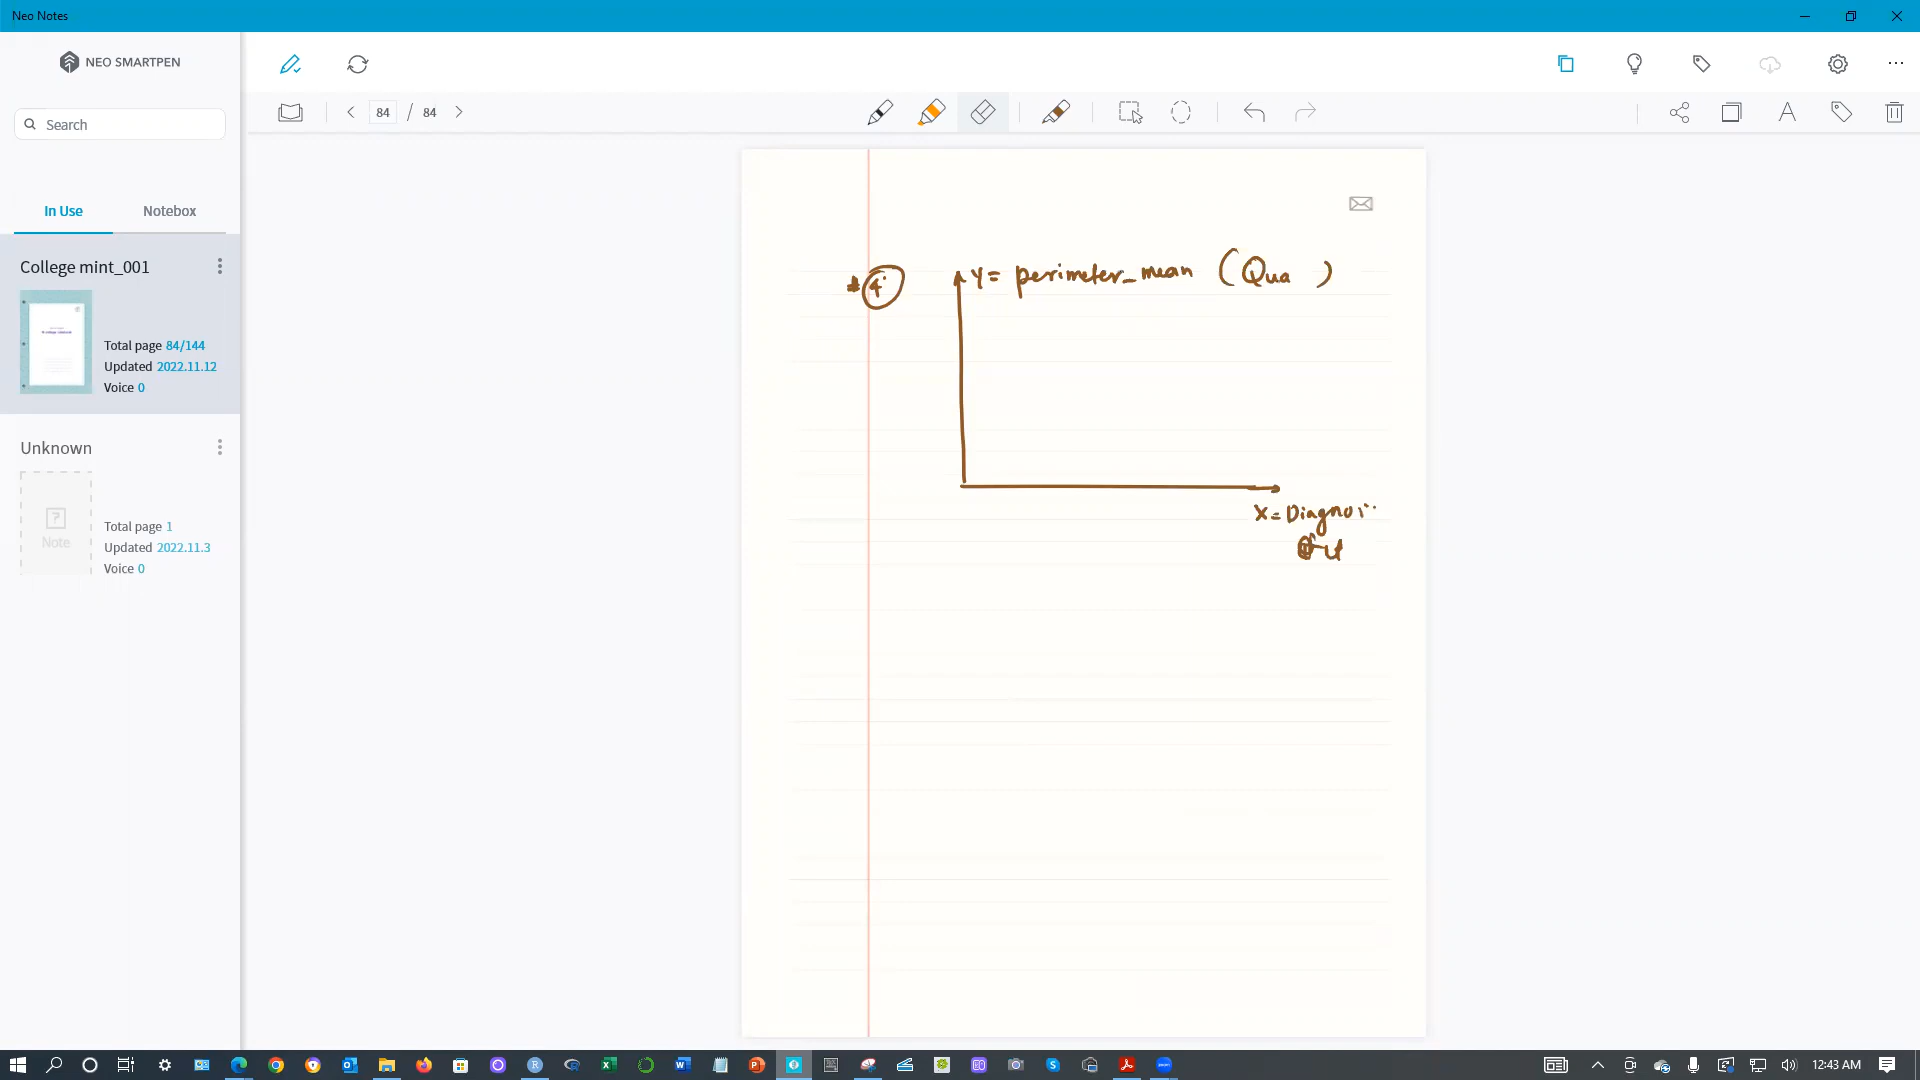 Neo Notes
NEO SMARTPEN
Search
84 / 84
In Use
Notebox
College mint_001
Total page 84/144
Updated 2022.11.12
Voice 0
Unknown
?
Note
Total page 1
Updated 2022.11.3
Voice 0
#4 Y= perimeter_mean (Qua )
X= Diagnoi
12:43 AM